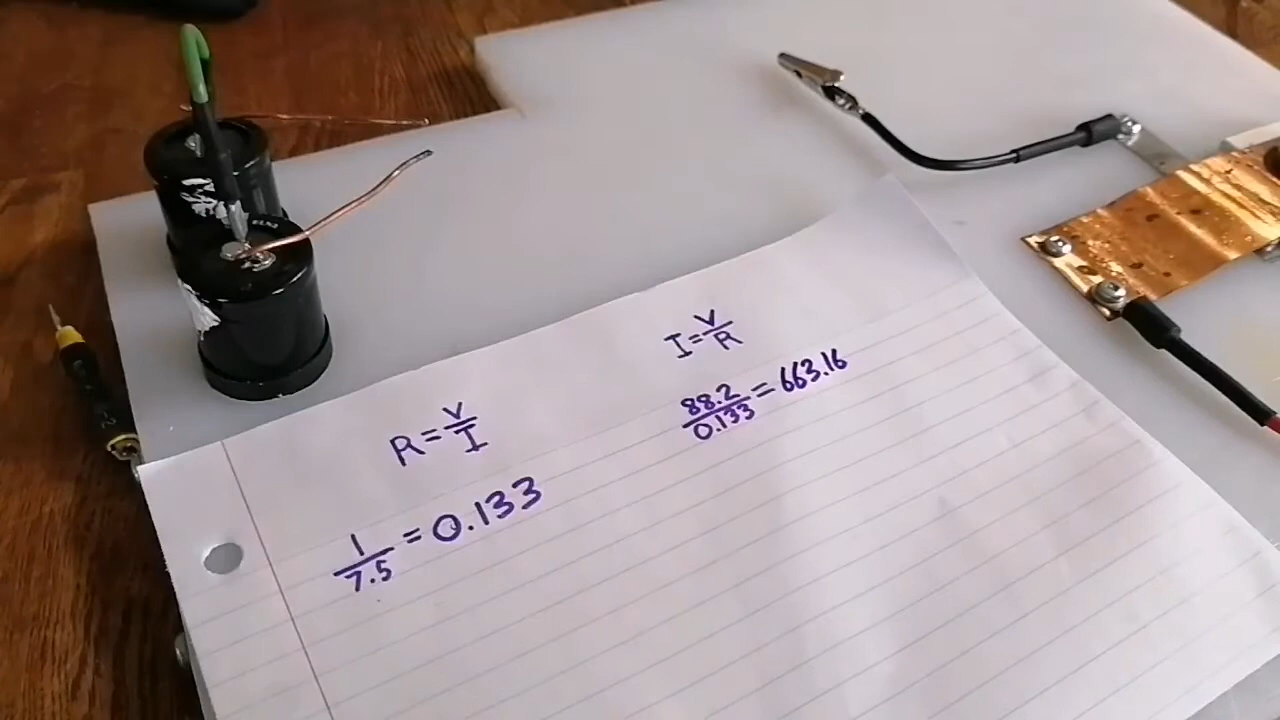 R = V/I
1/7.5 = 0.133
I = V/R
88.2/0.133 = 663.16